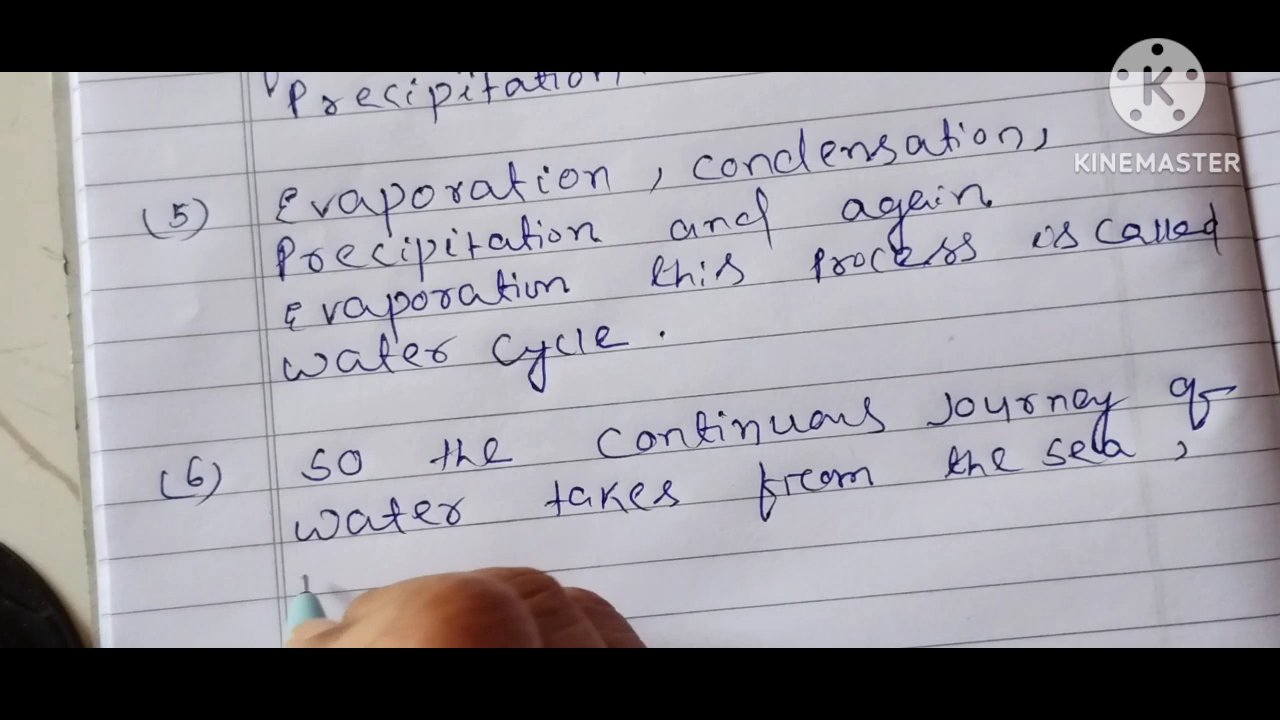 Precipitation.
(5) Evaporation, condensation,
Precipitation and again
Evaporation this process is called
water cycle.
(6) So the continuous Journey of
water takes from the sea,
K
KINEMASTER